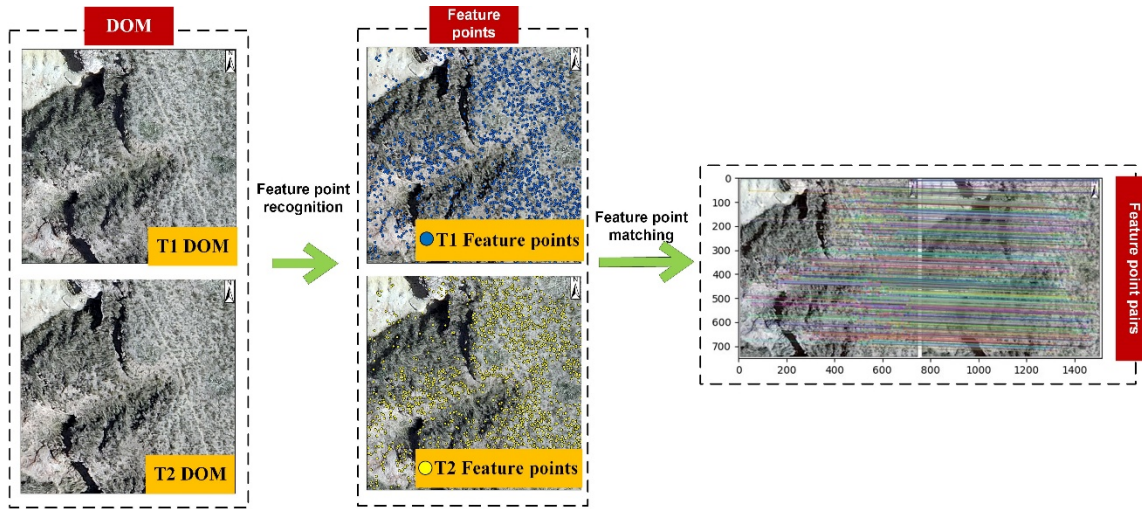 DOM
T1 DOM
T2 DOM
Feature point
recognition
Feature
points
N
T1 Feature points
N
T2 Feature points
Feature point
matching
0
100
200
300
400
500
600
700
0
200
400
600
800
1000
1200
1400
Feature point pairs